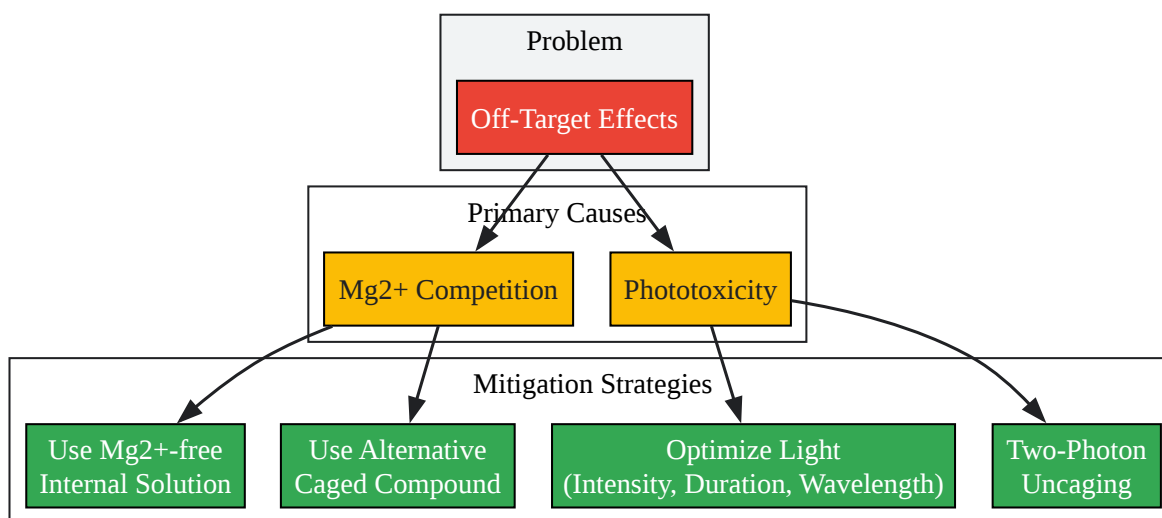 Problem
Off-Target Effects
Primary Causes
Mg2+ Competition
Phototoxicity
Mitigation Strategies
Use Mg2+-free
Internal Solution
Use Alternative
Caged Compound
Optimize Light
(Intensity, Duration, Wavelength)
Two-Photon
Uncaging